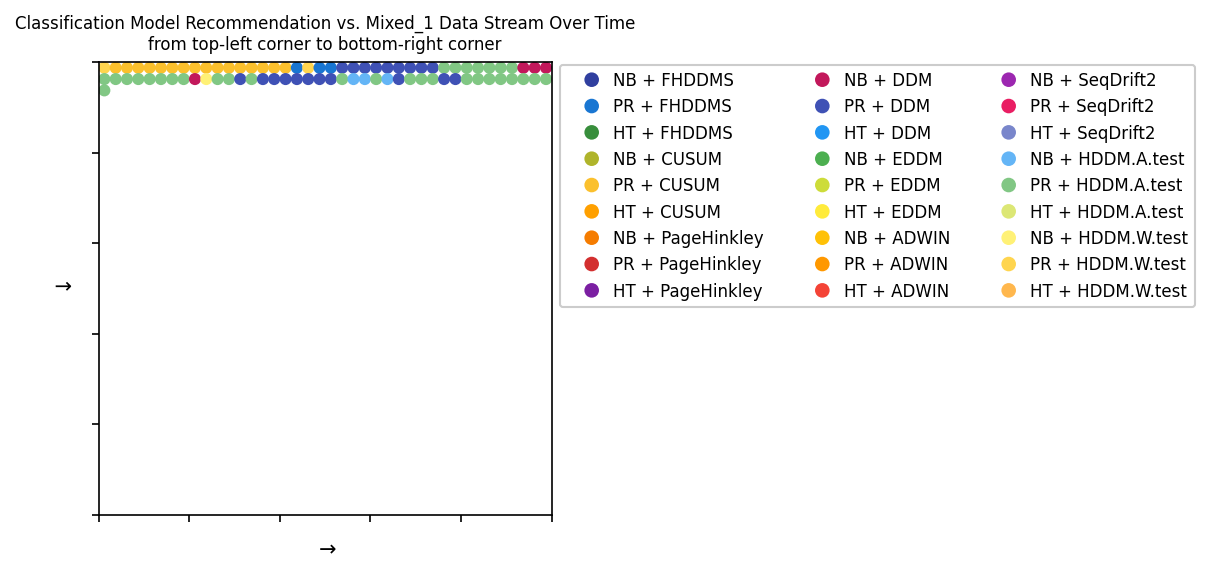 Classification Model Recommendation vs. Mixed_1 Data Stream Over Time
from top-left corner to bottom-right corner
NB + FHDDMS
PR + FHDDMS
HT + FHDDMS
NB + CUSUM
PR + CUSUM
HT + CUSUM
NB + PageHinkley
PR + PageHinkley
HT + PageHinkley
NB + DDM
PR + DDM
HT + DDM
NB + EDDM
PR + EDDM
HT + EDDM
NB + ADWIN
PR + ADWIN
HT + ADWIN
NB + SeqDrift2
PR + SeqDrift2
HT + SeqDrift2
NB + HDDM.A.test
PR + HDDM.A.test
HT + HDDM.A.test
NB + HDDM.W.test
PR + HDDM.W.test
HT + HDDM.W.test
→
→